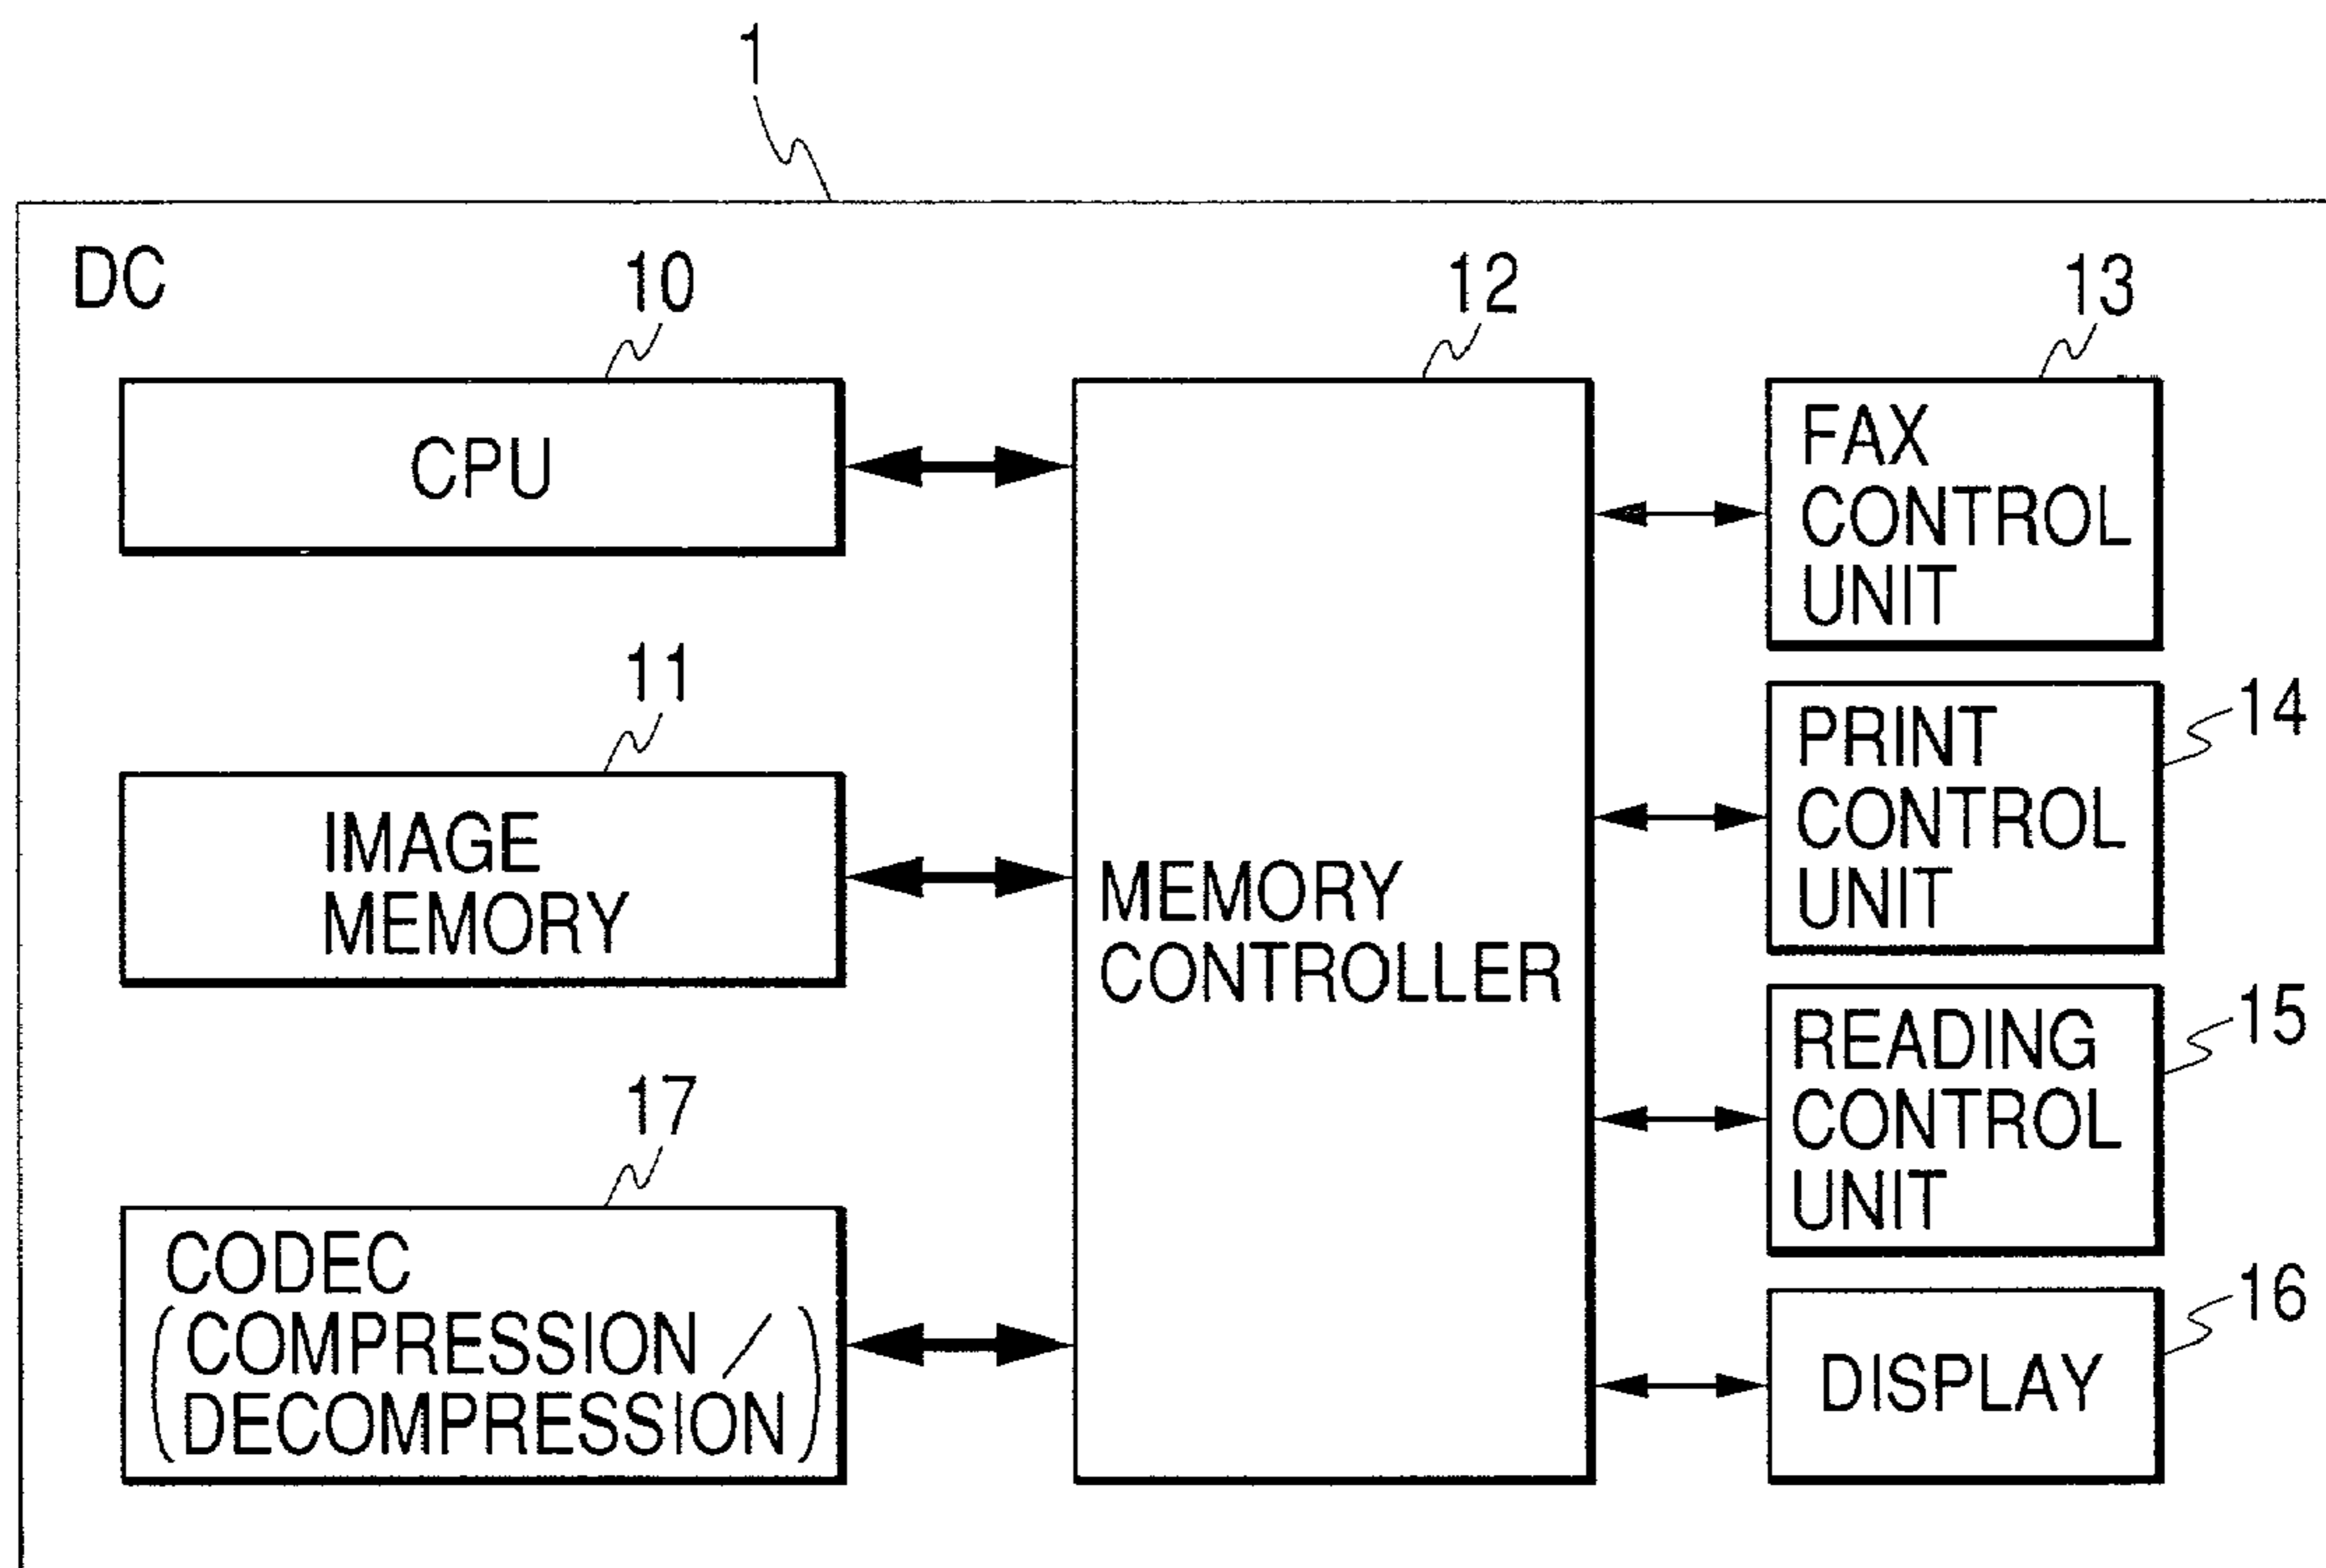 1
DC
10
CPU
11
IMAGE
MEMORY
17
CODEC
(COMPRESSION/
DECOMPRESSION)
12
MEMORY
CONTROLLER
13
FAX
CONTROL
UNIT
14
PRINT
CONTROL
UNIT
15
READING
CONTROL
UNIT
16
DISPLAY